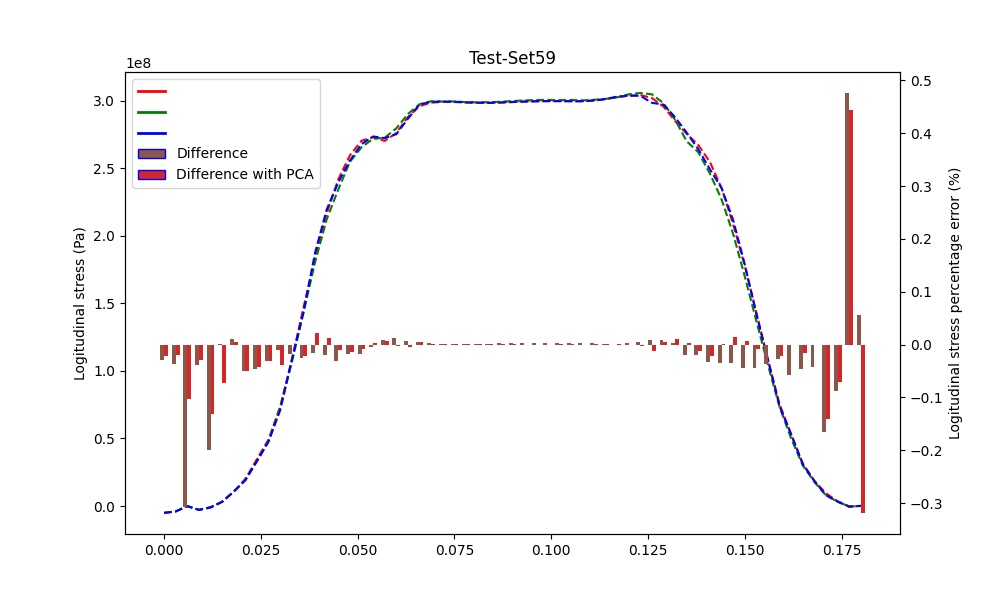 Test-Set59
1e8
Difference
Difference with PCA
Logitudinal stress (Pa)
3.0
2.5
2.0
1.5
1.0
0.5
0.0
0.5
0.4
0.3
0.2
0.1
0.0
−0.1
−0.2
−0.3
Logitudinal stress percentage error (%)
0.000 0.025 0.050 0.075 0.100 0.125 0.150 0.175